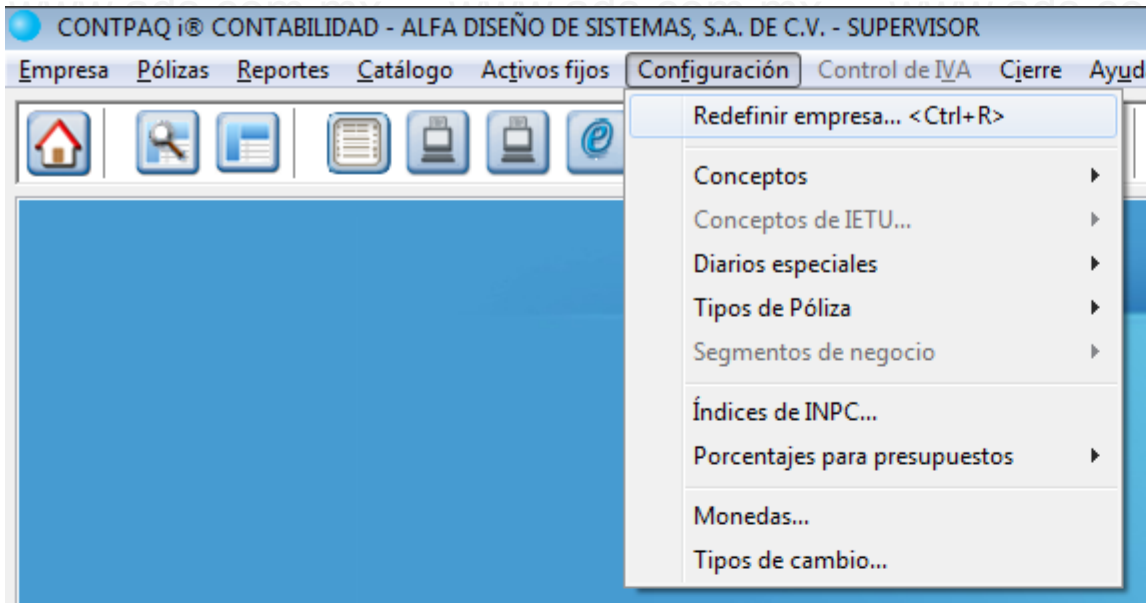 CONTPAQ i® CONTABILIDAD - ALFA DISEÑO DE SISTEMAS, S.A. DE C.V. - SUPERVISOR
Empresa Pólizas Reportes Catálogo Activos fijos Configuración Control de IVA Cierre Ayud
Redefinir empresa... <Ctrl+R>
Conceptos
Conceptos de IETU...
Diarios especiales
Tipos de Póliza
Segmentos de negocio
Índices de INPC...
Porcentajes para presupuestos
Monedas...
Tipos de cambio...